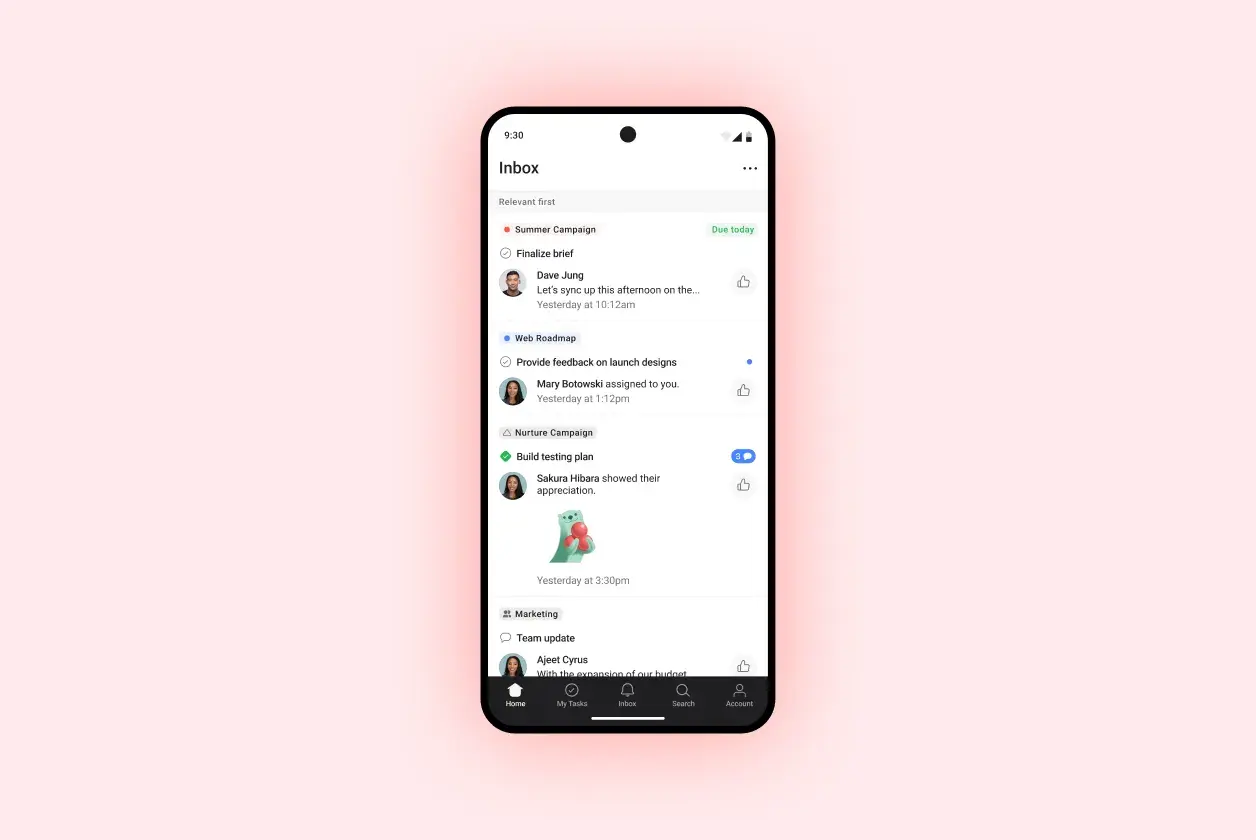 9:30
Inbox
Relevant first
Summer Campaign
Due today
Finalize brief
Dave Jung
Let's sync up this afternoon on the...
Yesterday at 10:12am
Web Roadmap
Provide feedback on launch designs
Mary Botowski assigned to you.
Yesterday at 1:12pm
Nurture Campaign
Build testing plan
3
Sakura Hibara showed their
appreciation.
Yesterday at 3:30pm
Marketing
Team update
Ajeet Cyrus
With the expansion of our budget
Home
My Tasks
Inbox
Search
Account